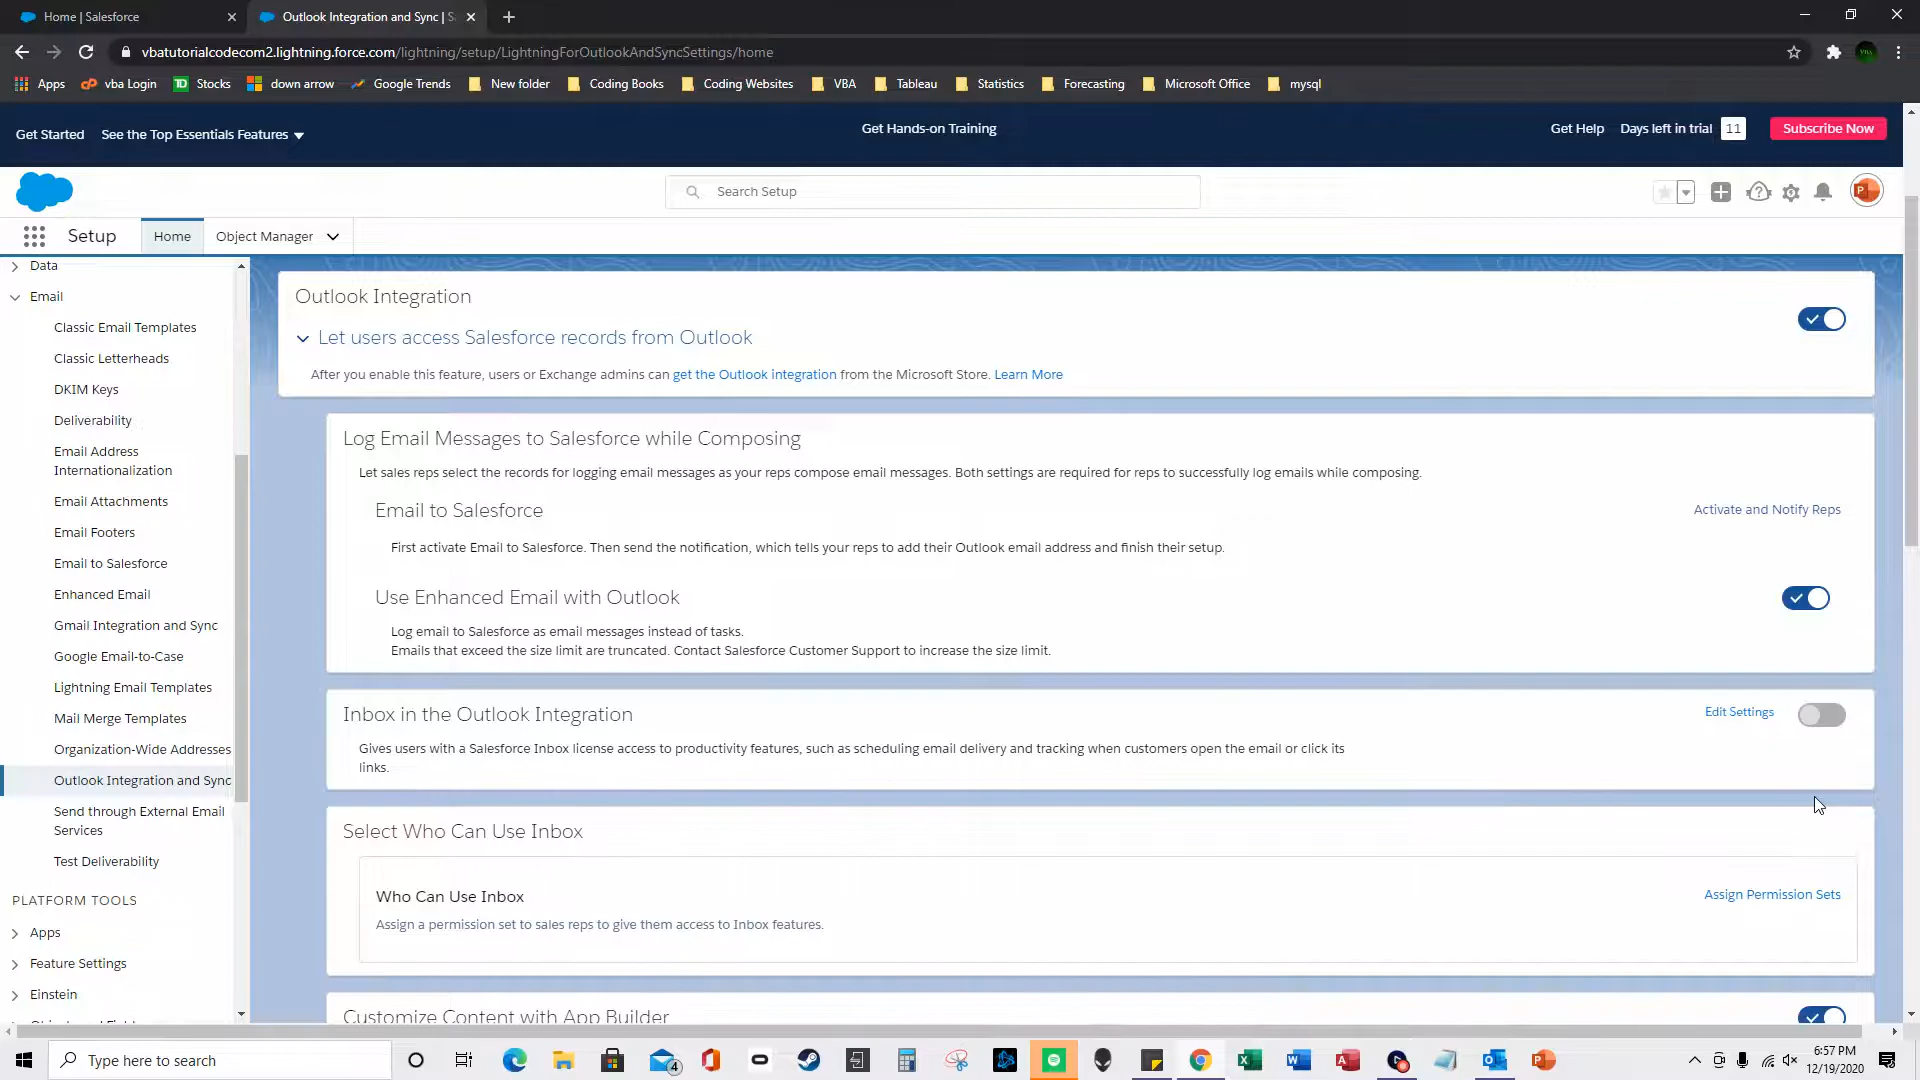 Home | Salesforce
Outlook Integration and Sync | S
vbatutorialcodecom2.lightning.force.com/lightning/setup/LightningForOutlookAndSyncSettings/home
Apps
vba Login
Stocks
down arrow
Google Trends
New folder
Coding Books
Coding Websites
VBA
Tableau
Statistics
Forecasting
Microsoft Office
mysql
Get Started
See the Top Essentials Features
Get Hands-on Training
Get Help
Days left in trial 11
Subscribe Now
Search Setup
Setup
Home
Object Manager
Data
Email
Classic Email Templates
Classic Letterheads
DKIM Keys
Deliverability
Email Address
Internationalization
Email Attachments
Email Footers
Email to Salesforce
Enhanced Email
Gmail Integration and Sync
Google Email-to-Case
Lightning Email Templates
Mail Merge Templates
Organization-Wide Addresses
Outlook Integration and Sync
Send through External Email
Services
Test Deliverability
PLATFORM TOOLS
Apps
Feature Settings
Einstein
Outlook Integration
Let users access Salesforce records from Outlook
After you enable this feature, users or Exchange admins can get the Outlook integration from the Microsoft Store. Learn More
Log Email Messages to Salesforce while Composing
Let sales reps select the records for logging email messages as your reps compose email messages. Both settings are required for reps to successfully log emails while composing.
Email to Salesforce
Activate and Notify Reps
First activate Email to Salesforce. Then send the notification, which tells your reps to add their Outlook email address and finish their setup.
Use Enhanced Email with Outlook
Log email to Salesforce as email messages instead of tasks.
Emails that exceed the size limit are truncated. Contact Salesforce Customer Support to increase the size limit.
Inbox in the Outlook Integration
Edit Settings
Gives users with a Salesforce Inbox license access to productivity features, such as scheduling email delivery and tracking when customers open the email or click its
links.
Select Who Can Use Inbox
Who Can Use Inbox
Assign Permission Sets
Assign a permission set to sales reps to give them access to Inbox features.
Customize Content with App Builder
Type here to search
4
6:57 PM
12/19/2020